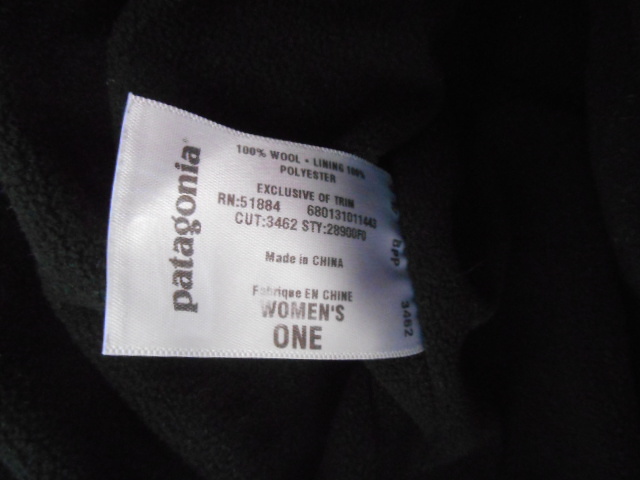 patagonia
100% WOOL • LINING 100%
POLYESTER
EXCLUSIVE OF TRIM
RN:51884 680131011443
CUT:3462 STY:28900F0
Made in CHINA
Fabrique EN CHINE
WOMEN'S
ONE
3462